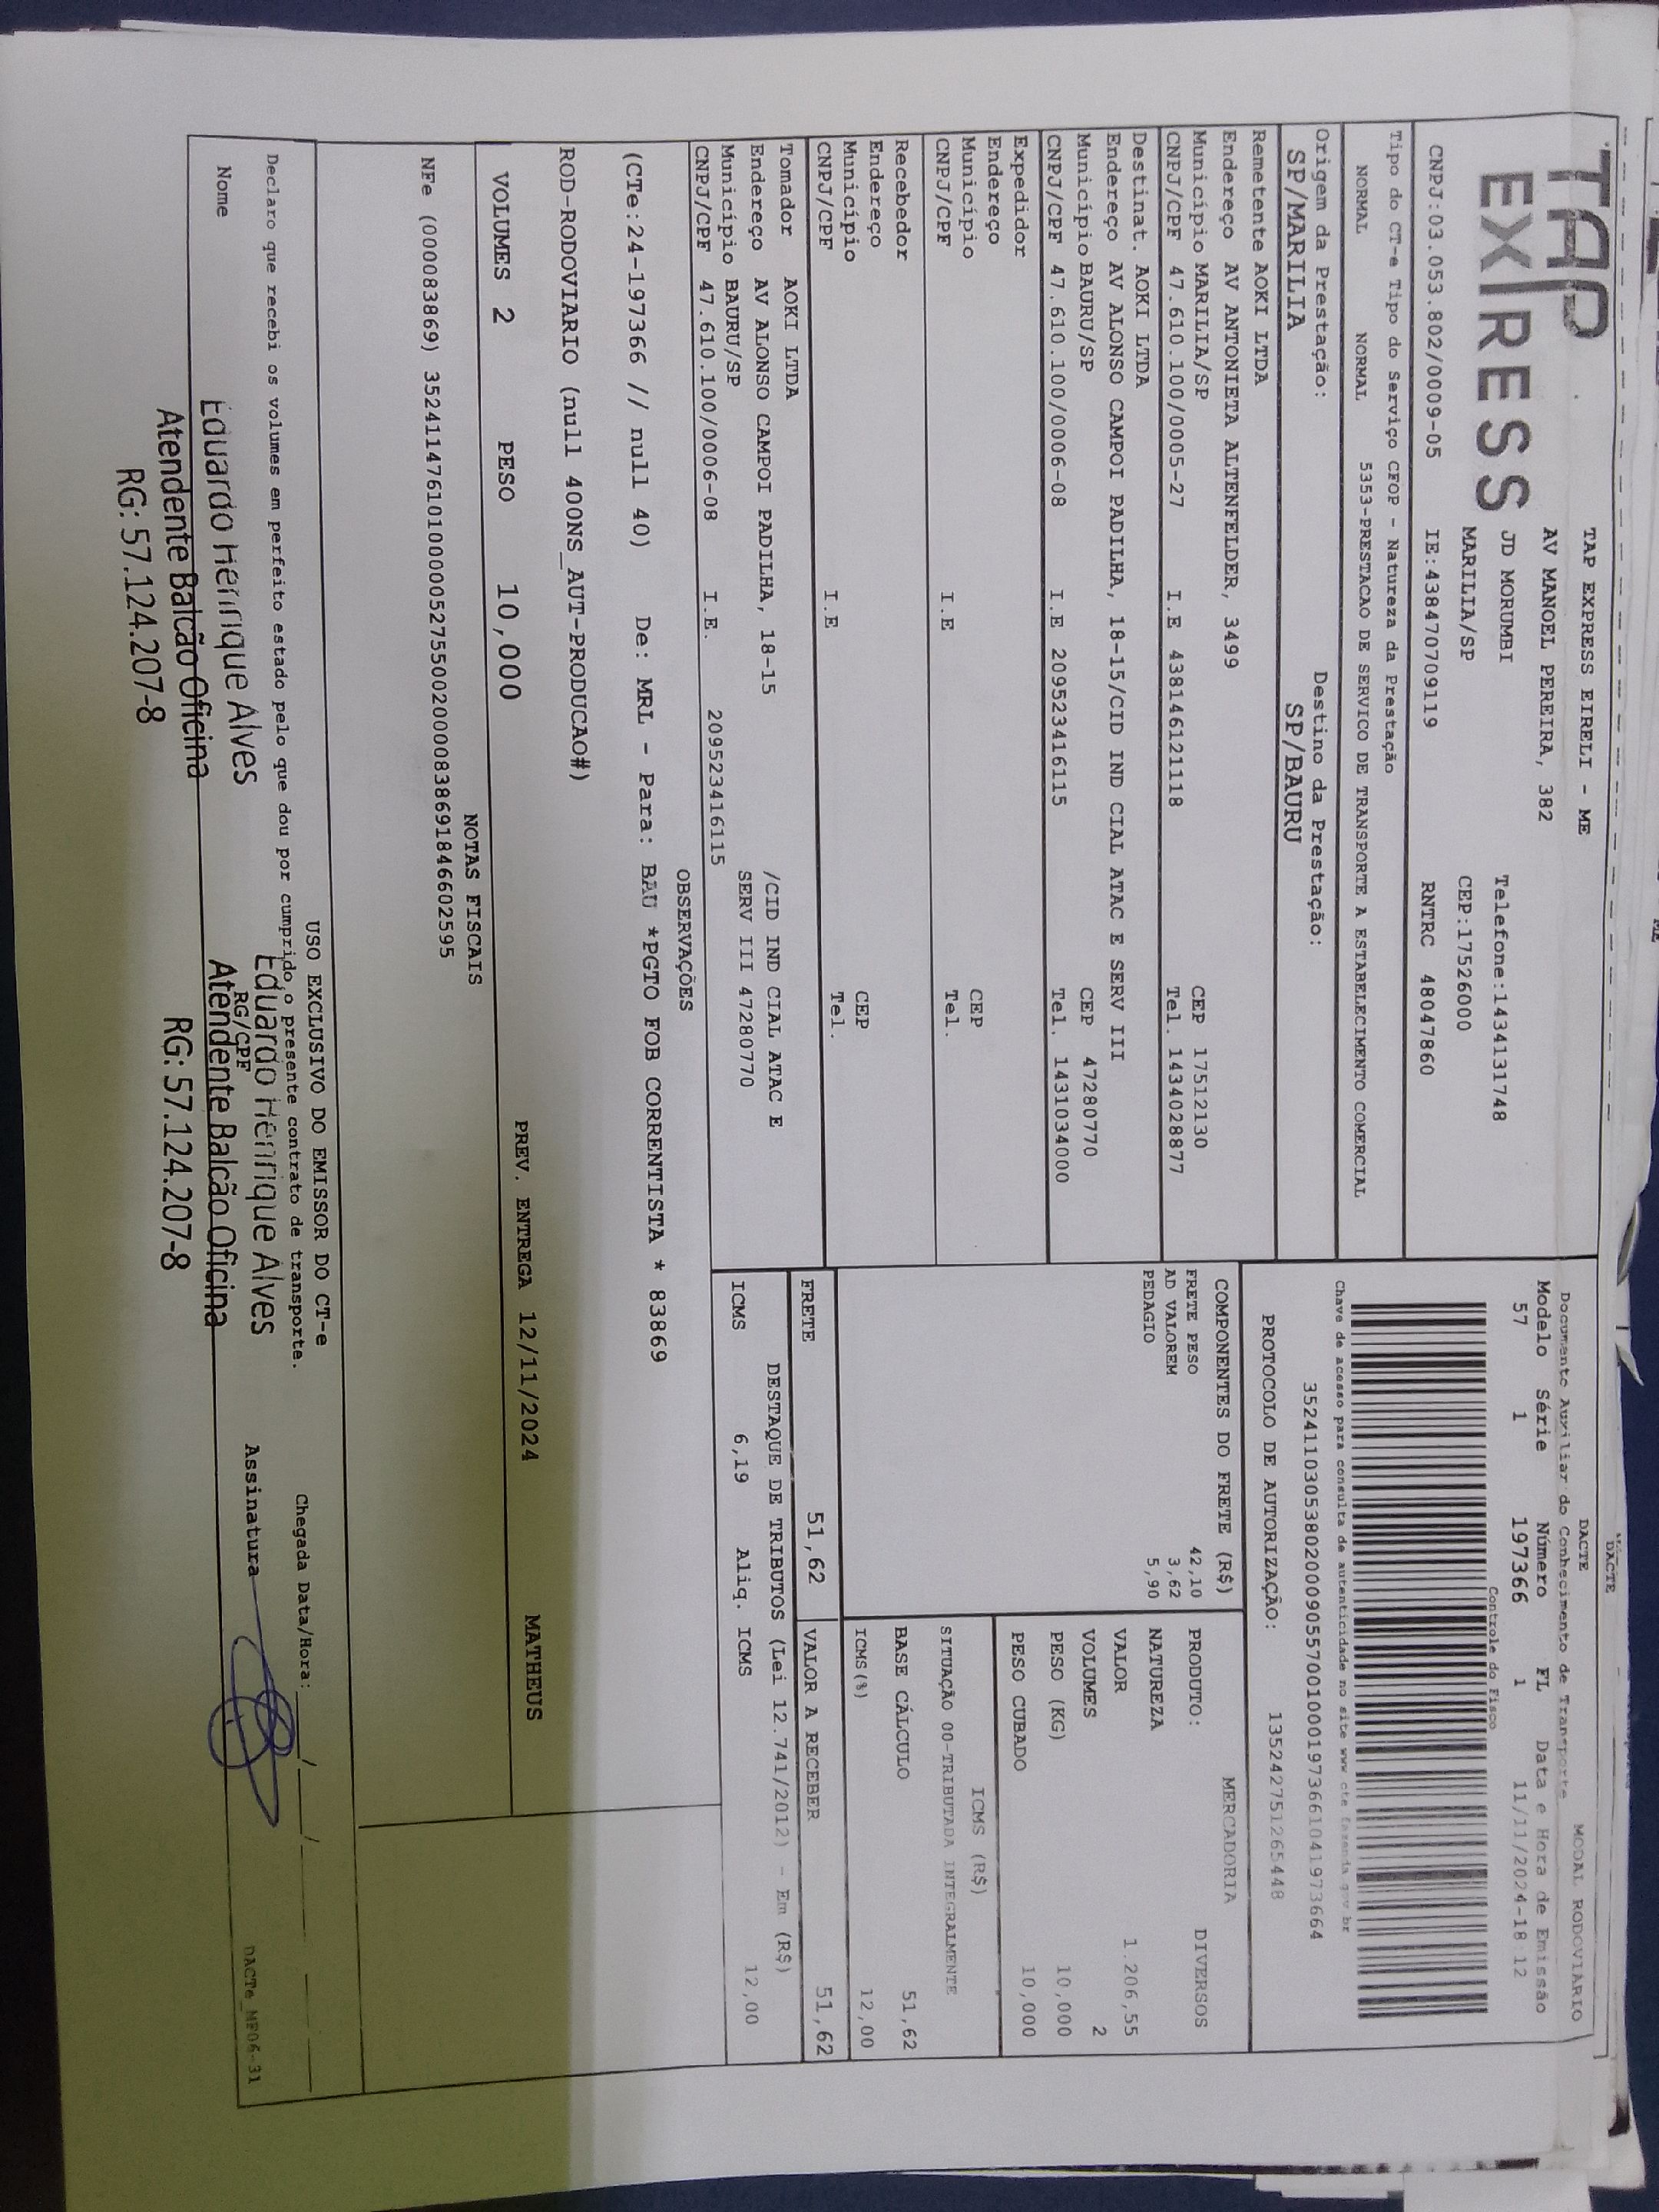 TAP
EXPRESS
TAP EXPRESS EIRELI - ME
AV MANOEL PEREIRA, 382
JD MORUMBI Telefone:1434131748
MARILIA/SP CEP:17526000
CNPJ:03.053.802/0009-05 IE:438470709119 RNTRC 48047860
DACTE
DACTE MODAL RODOVIARIO
Documento Auxiliar do Conhecimento de Transporte
Modelo Série Número FL Data e Hora de Emissão
57 1 197366 1 11/11/2024-18:12
Controle do Fisco
Chave de acesso para consulta de autenticidade no site www cte fazenda gov br
35241103053802000905570010001973661041973664
PROTOCOLO DE AUTORIZAÇÃO: 135242751265448
Tipo do CT-e Tipo do Serviço CFOP - Natureza da Prestação
NORMAL NORMAL 5353-PRESTACAO DE SERVICO DE TRANSPORTE A ESTABELECIMENTO COMERCIAL
Origem da Prestação: Destino da Prestação:
SP/MARILIA SP/BAURU
Remetente AOKI LTDA
Endereço AV ANTONIETA ALTENFELDER, 3499
Município MARILIA/SP CEP 17512130
CNPJ/CPF 47.610.100/0005-27 I.E 438146121118 Tel. 1434028877
Destinat. AOKI LTDA
Endereço AV ALONSO CAMPOI PADILHA, 18-15/CID IND CIAL ATAC E SERV III
Município BAURU/SP CEP 47280770
CNPJ/CPF 47.610.100/0006-08 I.E 209523416115 Tel. 1431034000
Expedidor
Endereço
Município CEP
CNPJ/CPF I.E Tel.
Recebedor
Endereço
Município CEP
CNPJ/CPF I.E Tel.
Tomador AOKI LTDA
Endereço AV ALONSO CAMPOI PADILHA, 18-15 /CID IND CIAL ATAC E
Município BAURU/SP SERV III 47280770
CNPJ/CPF 47.610.100/0006-08 I.E. 209523416115
COMPONENTES DO FRETE (R$)
FRETE PESO 42,10
AD VALOREM 3,62
PEDAGIO 5,90
MERCADORIA
PRODUTO: DIVERSOS
NATUREZA
VALOR 1.206,55
VOLUMES 2
PESO (KG) 10,000
PESO CUBADO 10,000
ICMS (R$)
SITUAÇÃO 00-TRIBUTADA INTEGRALMENTE
BASE CÁLCULO 51,62
ICMS(%) 12,00
FRETE 51,62 VALOR A RECEBER 51,62
DESTAQUE DE TRIBUTOS (Lei 12.741/2012) - Em (R$)
ICMS 6,19 Aliq. ICMS 12,00
OBSERVAÇÕES
(CTe:24-197366 // null 40) De: MRL - Para: BAU *PGTO FOB CORRENTISTA * 83869
ROD-RODOVIARIO (null 400NS_AUT-PRODUCAO#)
VOLUMES 2 PESO 10,000 PREV. ENTREGA 12/11/2024 MATHEUS
NOTAS FISCAIS
NFe (000083869) 35241147610100000527550020000838691846602595
USO EXCLUSIVO DO EMISSOR DO CT-e
Declaro que recebi os volumes em perfeito estado pelo que dou por cumprido o presente contrato de transporte.
Chegada Data/Hora: / /
Nome RG/CPF Assinatura
Eduardo Henrique Alves
Atendente Balcão Oficina
RG: 57.124.207-8
Eduardo Henrique Alves
Atendente Balcão Oficina
RG: 57.124.207-8
DACTe_MF06-31